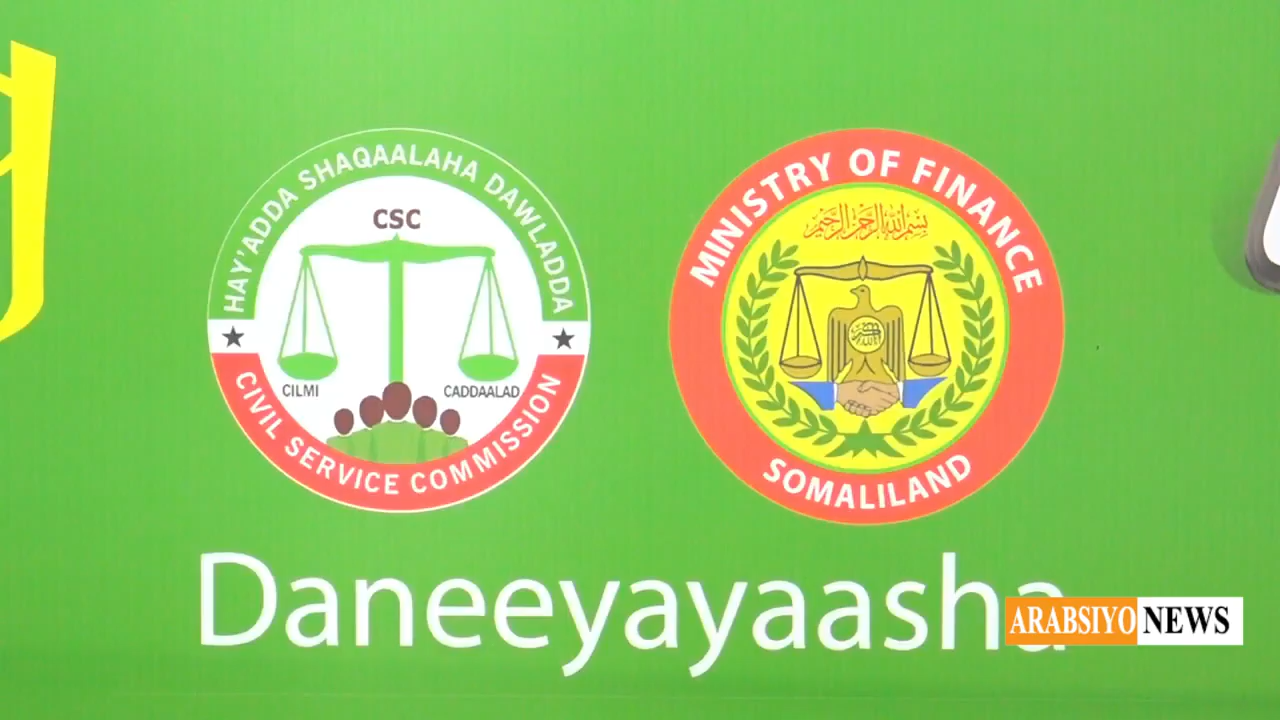 HAY'ADDA SHAQAALAHA DAWLADDA
CSC
CILMI
CADDAALAD
CIVIL SERVICE COMMISSION
MINISTRY OF FINANCE
بسم الله الرحمن الرحيم
SOMALILAND
Daneeyayaasha
ARABSIYO NEWS